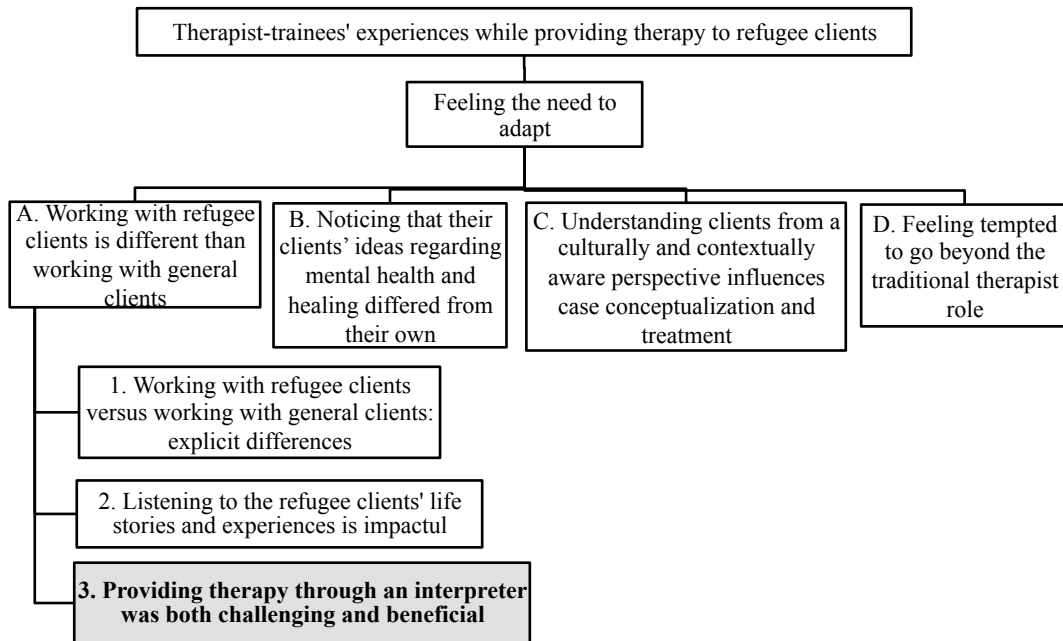 Therapist-trainees' experiences while providing therapy to refugee clients
Feeling the need to
adapt
A. Working with refugee
clients is different than
working with general
clients
B. Noticing that their
clients’ ideas regarding
mental health and
healing differed from
their own
C. Understanding clients from a
culturally and contextually
aware perspective influences
case conceptualization and
treatment
D. Feeling tempted
to go beyond the
traditional therapist
role
1. Working with refugee clients
versus working with general clients:
explicit differences
2. Listening to the refugee clients' life
stories and experiences is impactul
3. Providing therapy through an interpreter
was both challenging and beneficial